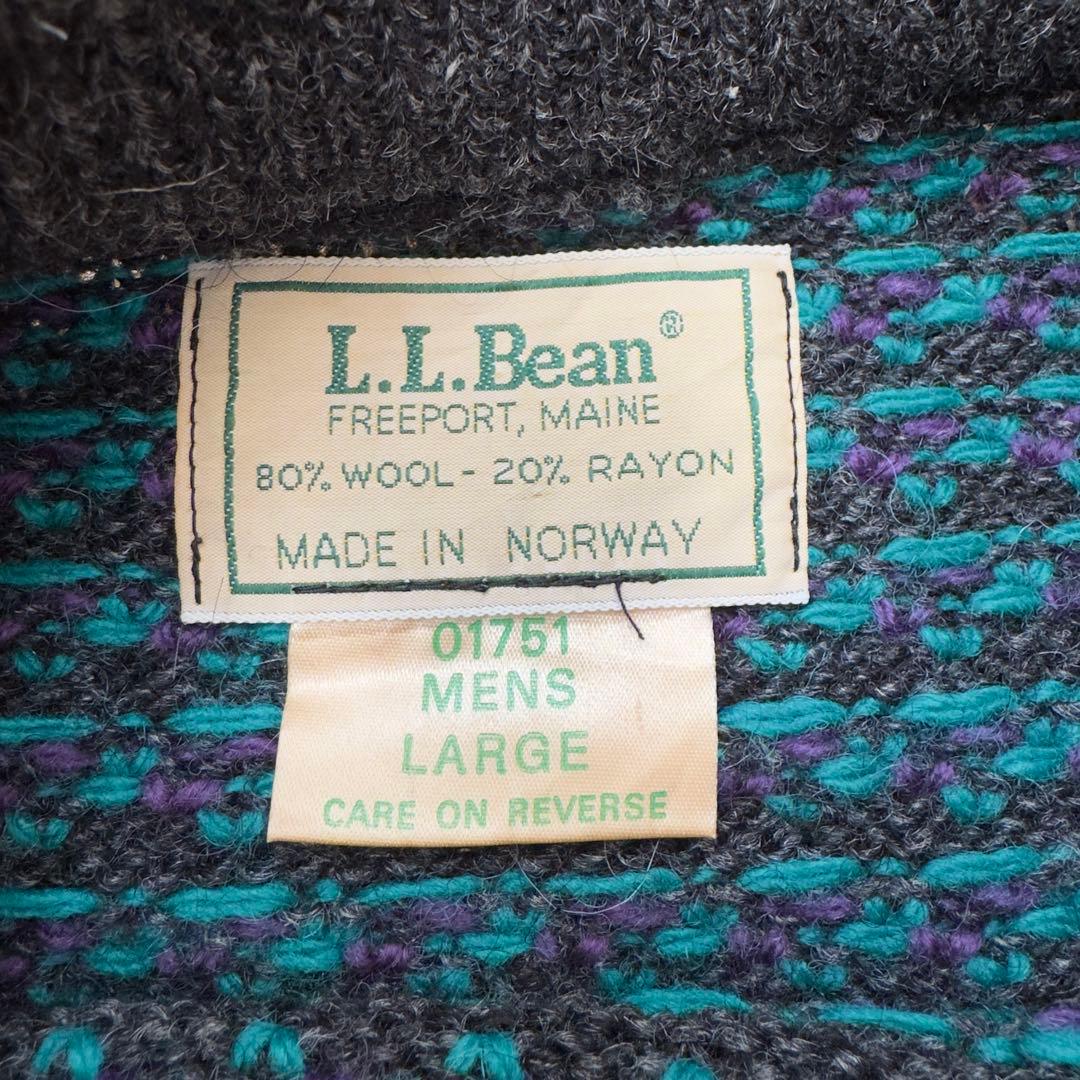 L.L.Bean®
FREEPORT, MAINE
80% WOOL - 20% RAYON
MADE IN NORWAY
01751
MENS
LARGE
CARE ON REVERSE